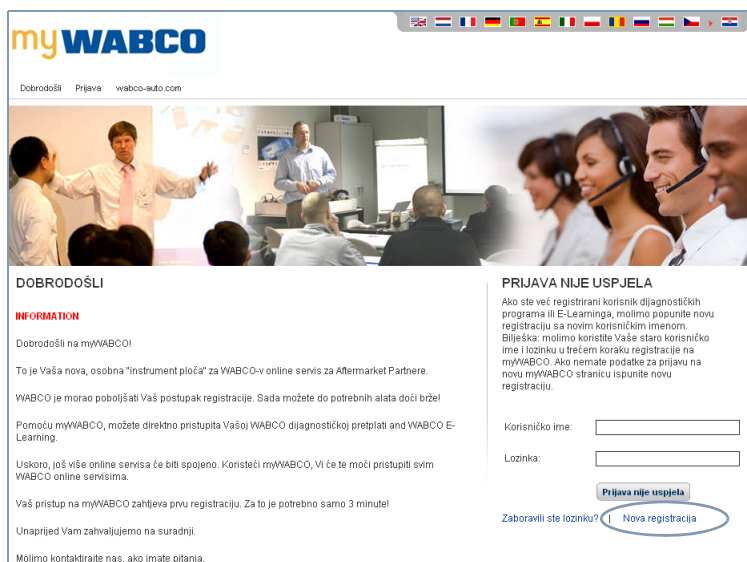 myWABCO
Dobrodošli Prijava wabco-auto.com
DOBRODOŠLI
INFORMATION
Dobrodošli na myWABCO!
To je Vaša nova, osobna "instrument ploča" za WABCO-v online servis za Aftermarket Partnere.
WABCO je morao poboljšati Vaš postupak registracije. Sada možete do potrebnih alata doći brže!
Pomoću myWABCO, možete direktno pristupita Vašoj WABCO dijagnostičkoj pretplati and WABCO E-
Learning.
Uskoro, još više online servisa će biti spojeno. Koristeći myWABCO, Vi će te moći pristupiti svim
WABCO online servisima.
Vaš pristup na myWABCO zahtjeva prvu registraciju. Za to je potrebno samo 3 minute!
Unaprijed Vam zahvaljujemo na suradnji.
Molimo kontaktirajte nas, ako imate pitanja.
PRIJAVA NIJE USPJELA
Ako ste već registrirani korisnik dijagnostičkih
programa ili E-Learninga, molimo popunite novu
registraciju sa novim korisničkim imenom.
Bilješka: molimo koristite Vaše staro korisničko
ime i lozinku u trećem koraku registracije na
myWABCO. Ako nemate podatke za prijavu na
novu myWABCO stranicu ispunite novu
registraciju.
Korisničko ime:
Lozinka:
Prijava nije uspjela
Zaboravili ste lozinku? | Nova registracija